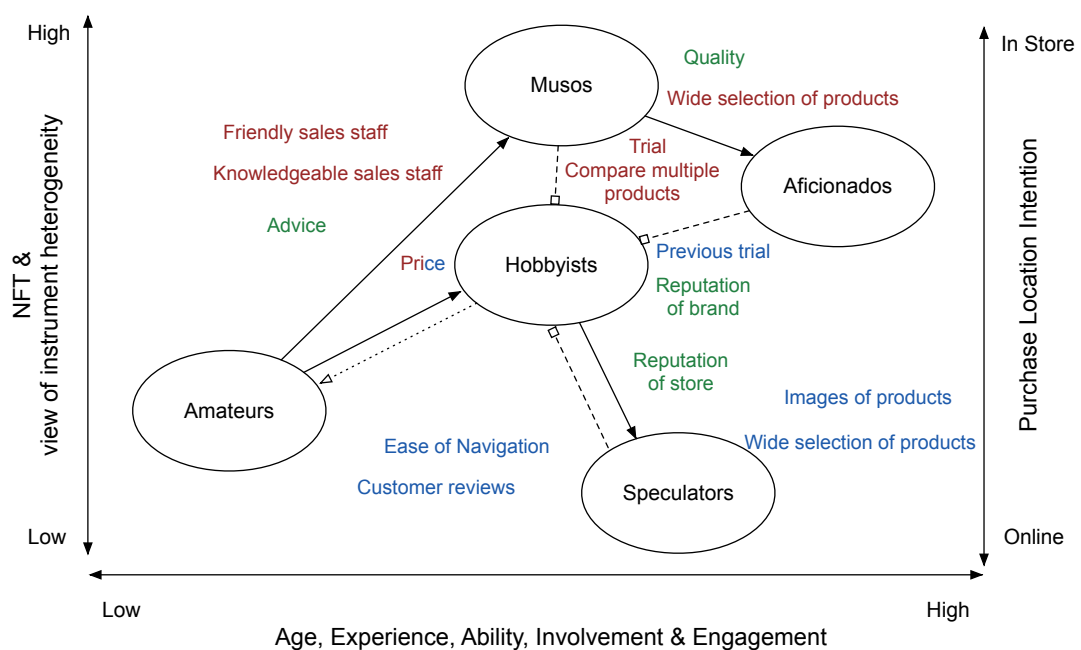 High
In Store
Musos
Quality
Wide selection of products
Friendly sales staff
Trial
Compare multiple
products
Knowledgeable sales staff
Aficionados
Advice
Price
Hobbyists
Previous trial
Reputation
of brand
NFT &
view of instrument heterogeneity
Purchase Location Intention
Reputation
of store
Amateurs
Images of products
Ease of Navigation
Wide selection of products
Customer reviews
Speculators
Low
Online
Low
High
Age, Experience, Ability, Involvement & Engagement